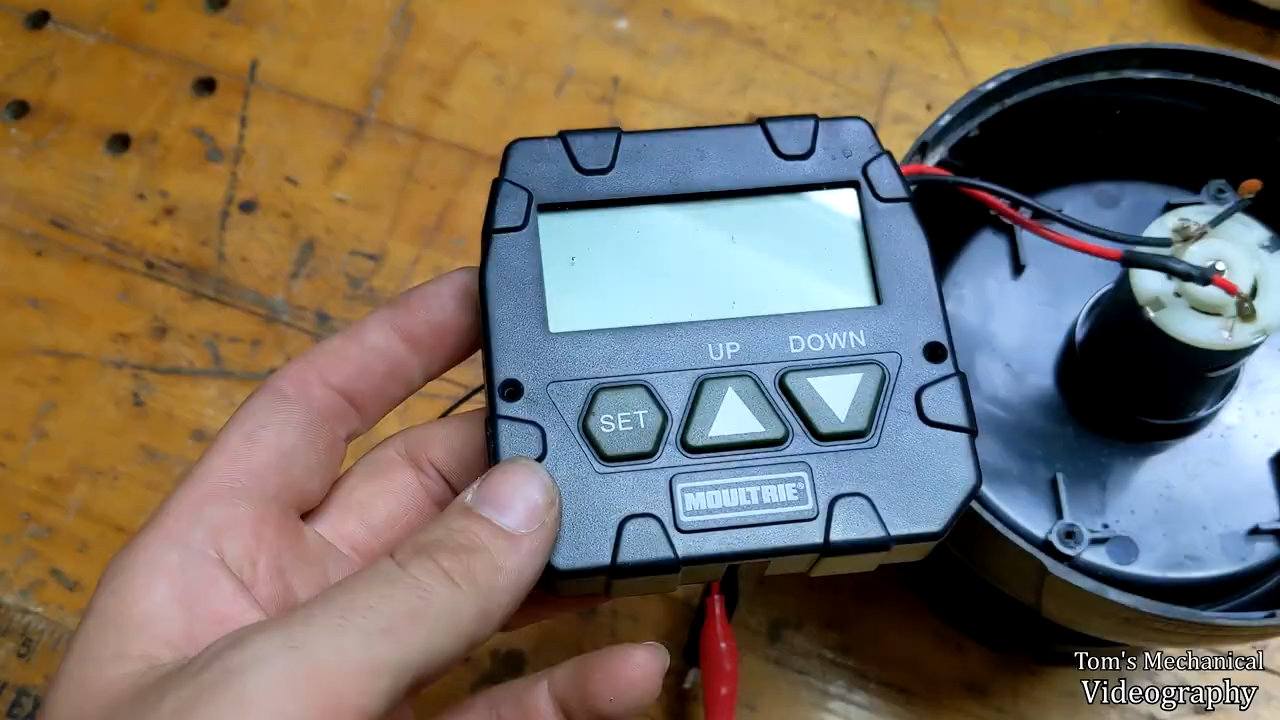 UP DOWN
SET
MOULTRIE®
Tom's Mechanical
Videography